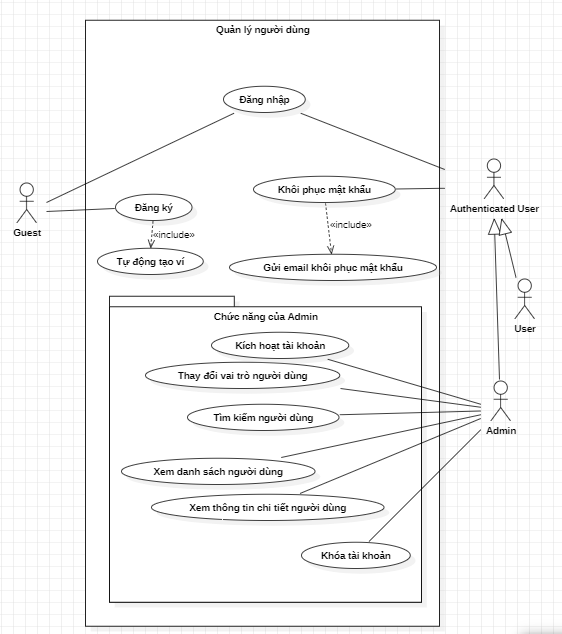 Quản lý người dùng
Đăng nhập
Khôi phục mật khẩu
Authenticated User
Đăng ký
Guest
«include»
«include»
Tự động tạo ví
Gửi email khôi phục mật khẩu
User
Chức năng của Admin
Kích hoạt tài khoản
Thay đổi vai trò người dùng
Tìm kiếm người dùng
Admin
Xem danh sách người dùng
Xem thông tin chi tiết người dùng
Khóa tài khoản